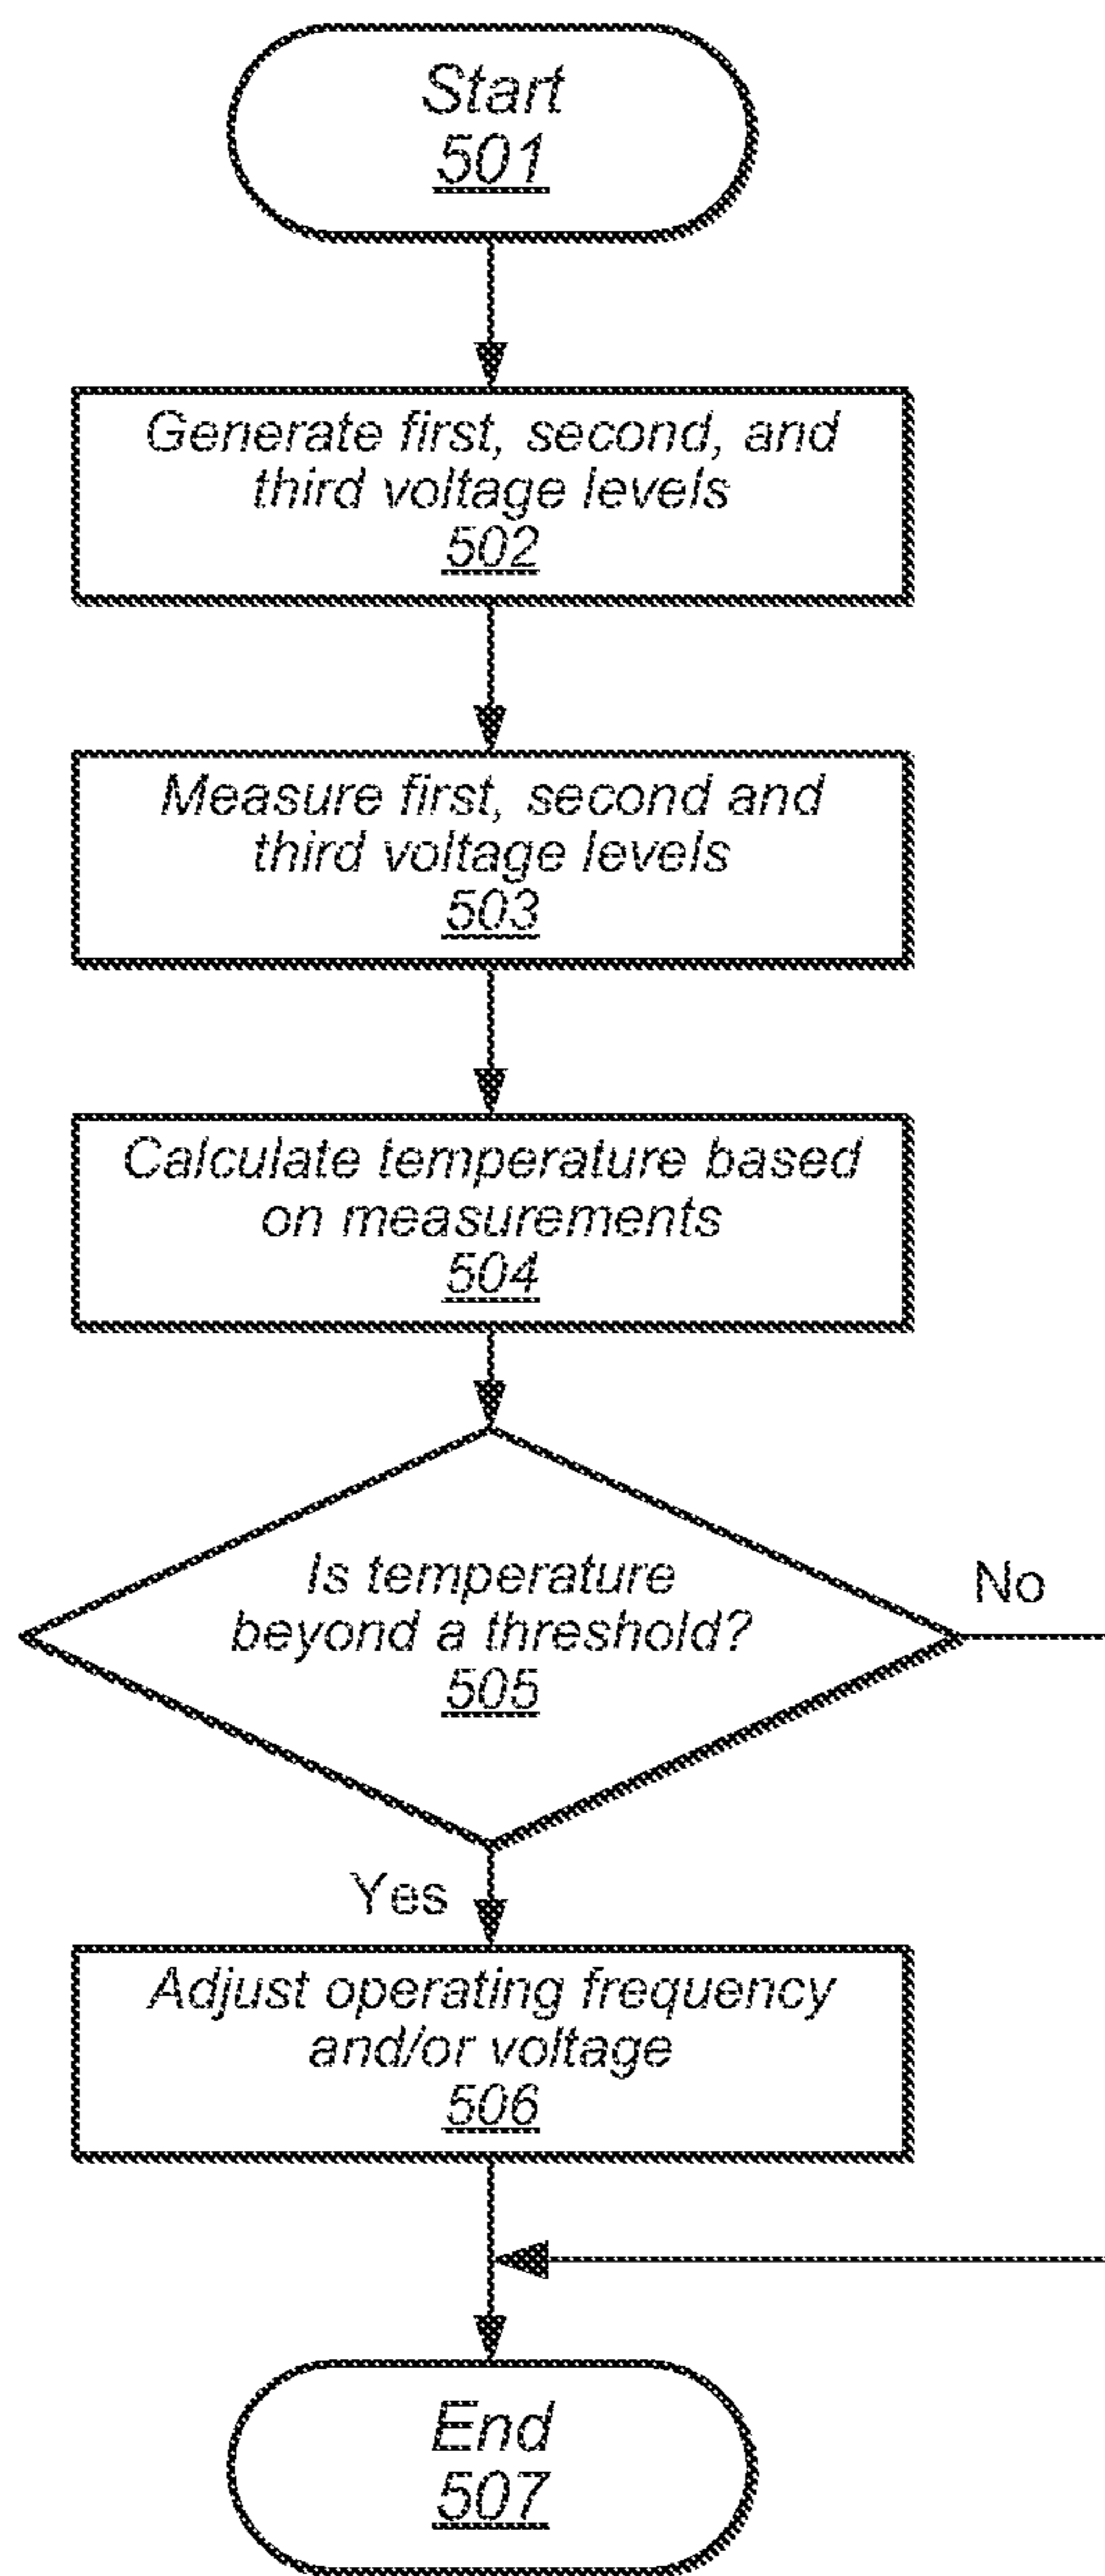 Start
501
Generate first, second, and
third voltage levels
502
Measure first, second and
third voltage levels
503
Calculate temperature based
on measurements
504
Is temperature
beyond a threshold?
505
No
Yes
Adjust operating frequency
and/or voltage
506
End
507